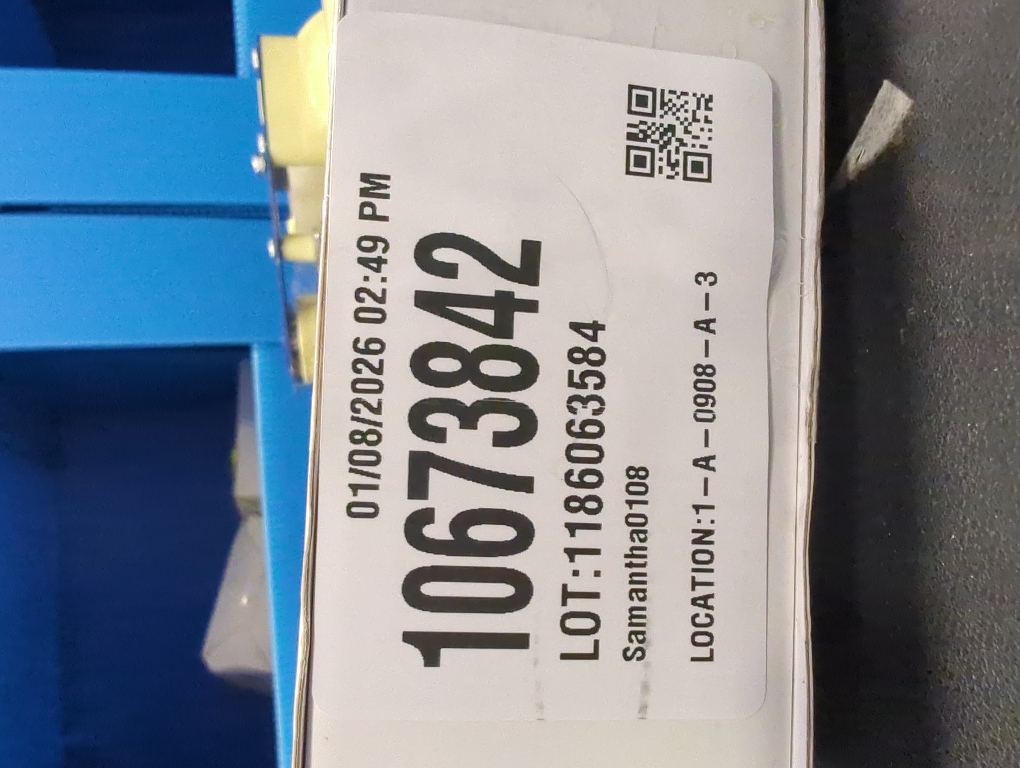 01/08/2026 02:49 PM
10673842
LOT:1186063584
Samantha0108
LOCATION:1-A-0908-A-3